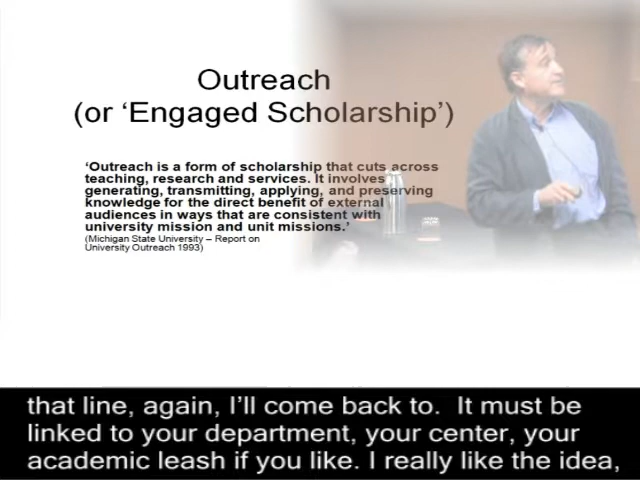 Outreach
(or ‘Engaged Scholarship’)
‘Outreach is a form of scholarship that cuts across
teaching, research and services. It involves
generating, transmitting, applying, and preserving
knowledge for the direct benefit of external
audiences in ways that are consistent with
university mission and unit missions.’
(Michigan State University – Report on
University Outreach 1993)
that line, again, I’ll come back to.  It must be
linked to your department, your center, your
academic leash if you like. I really like the idea,